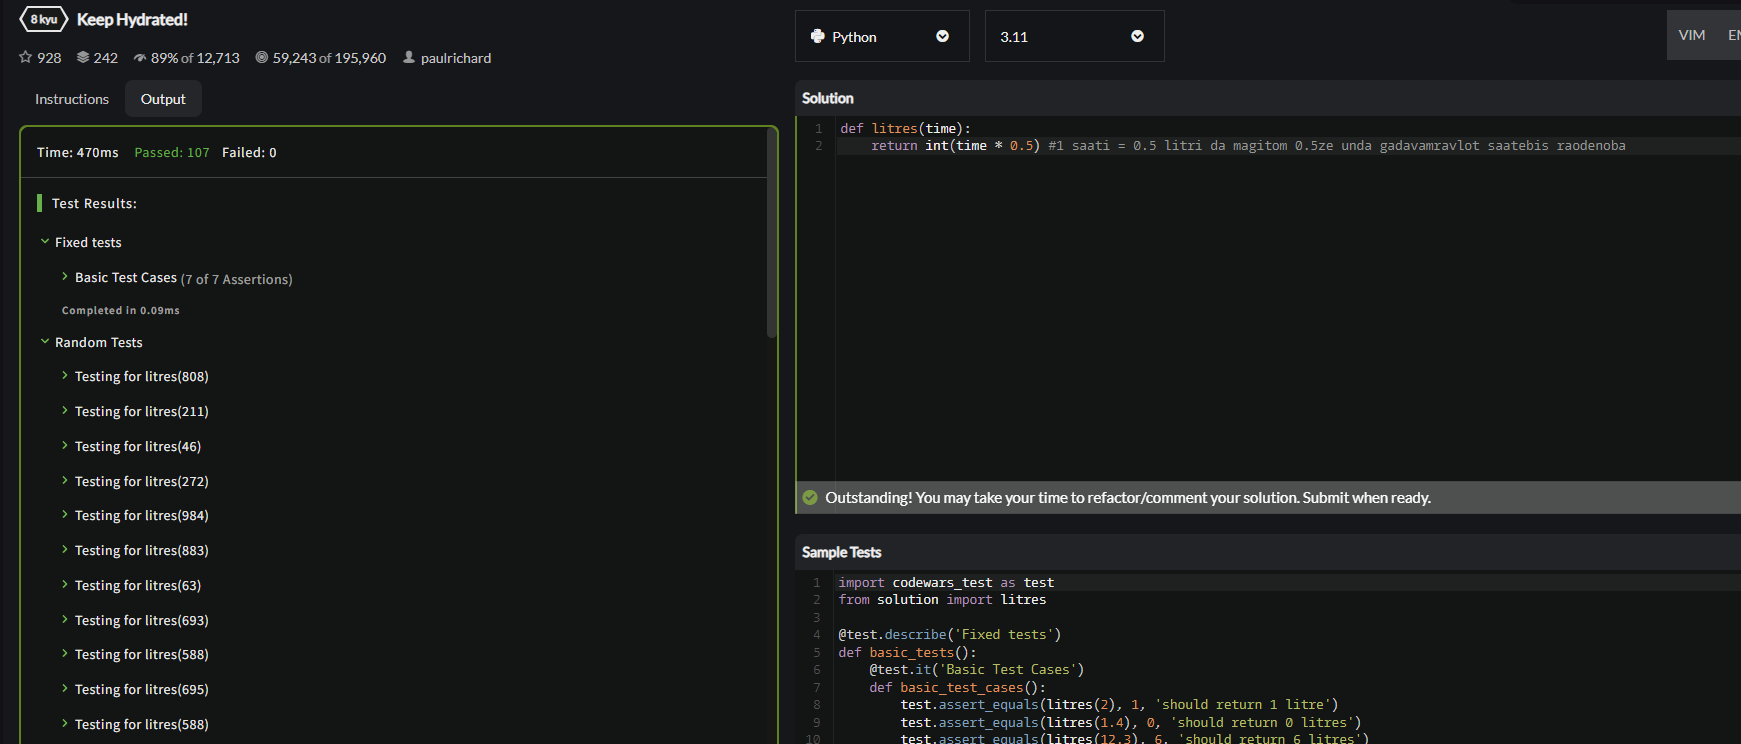 8 kyu Keep Hydrated!
928 242 89% of 12,713 59,243 of 195,960 paulrichard
Instructions Output
Time: 470ms Passed: 107 Failed: 0
Test Results:
Fixed tests
Basic Test Cases (7 of 7 Assertions)
Completed in 0.09ms
Random Tests
Testing for litres(808)
Testing for litres(211)
Testing for litres(46)
Testing for litres(272)
Testing for litres(984)
Testing for litres(883)
Testing for litres(63)
Testing for litres(693)
Testing for litres(588)
Testing for litres(695)
Testing for litres(588)
Python 3.11 VIM
Solution
1 def litres(time):
2 return int(time * 0.5) #1 saati = 0.5 litri da magitom 0.5ze unda gadavamravlot saatebis raodenoba
Outstanding! You may take your time to refactor/comment your solution. Submit when ready.
Sample Tests
1 import codewars_test as test
2 from solution import litres
3
4 @test.describe('Fixed tests')
5 def basic_tests():
6 @test.it('Basic Test Cases')
7 def basic_test_cases():
8 test.assert_equals(litres(2), 1, 'should return 1 litre')
9 test.assert_equals(litres(1.4), 0, 'should return 0 litres')
10 test.assert_equals(litres(12.3), 6, 'should return 6 litres')